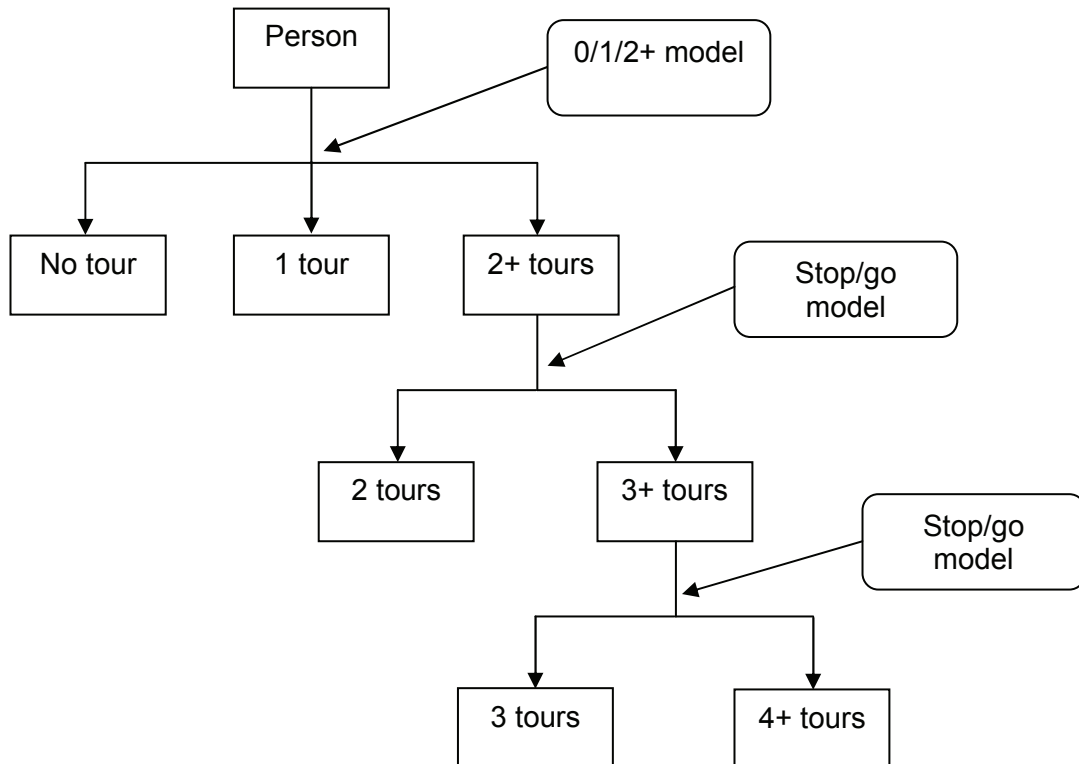 Person
0/1/2+ model
No tour
1 tour
2+ tours
Stop/go
model
2 tours
3+ tours
Stop/go
model
3 tours
4+ tours